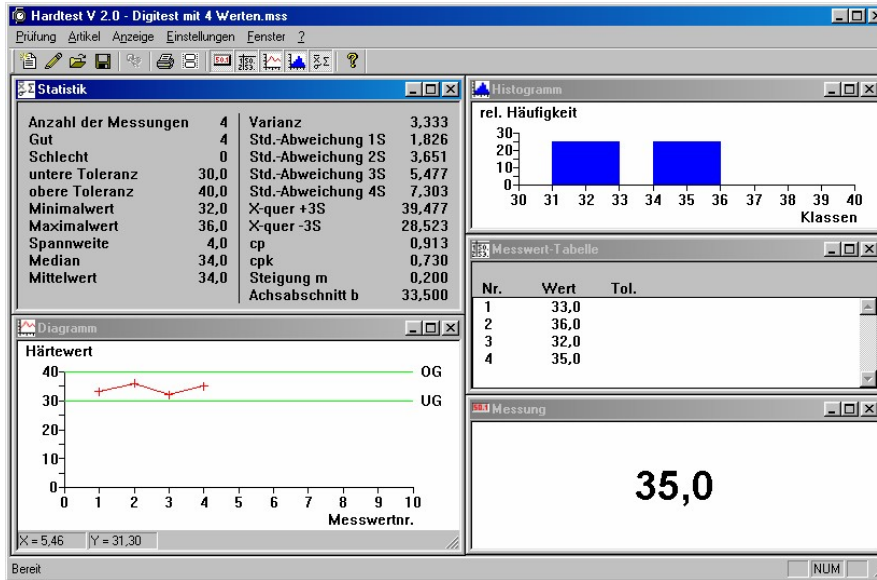 Hardtest V 2.0 - Digitest mit 4 Werten.mss
Prüfung Artikel Anzeige Einstellungen Fenster ?
Statistik
Anzahl der Messungen 4
Gut 4
Schlecht 0
untere Toleranz 30,0
obere Toleranz 40,0
Minimalwert 32,0
Maximalwert 36,0
Spannweite 4,0
Median 34,0
Mittelwert 34,0
Varianz 3,333
Std.-Abweichung 1S 1,826
Std.-Abweichung 2S 3,651
Std.-Abweichung 3S 5,477
Std.-Abweichung 4S 7,303
X-quer +3S 39,477
X-quer -3S 28,523
cp 0,913
cpk 0,730
Steigung m 0,200
Achsabschnitt b 33,500
Histogramm
rel. Häufigkeit
30
20
10
0
30 31 32 33 34 35 36 37 38 39 40
Klassen
Messwert-Tabelle
Nr. Wert Tol.
1 33,0
2 36,0
3 32,0
4 35,0
Diagramm
Härtewert
40 OG
30 UG
20
10
0
0 1 2 3 4 5 6 7 8 9 10
Messwertnr.
X = 5,46 Y = 31,30
Messung
35,0
Bereit NUM